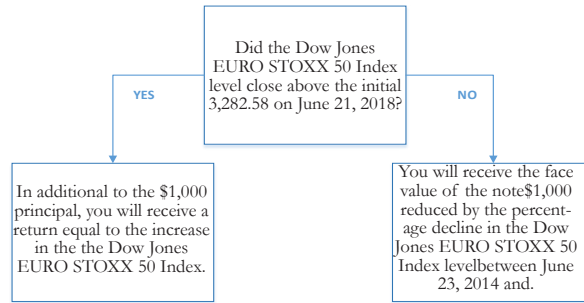 Did the Dow Jones
EURO STOXX 50 Index
level close above the initial
3,282.58 on June 21, 2018?
YES
NO
In additional to the $1,000
principal, you will receive a
return equal to the increase
in the the Dow Jones
EURO STOXX 50 Index.
You will receive the face
value of the note$1,000
reduced by the percent-
age decline in the Dow
Jones EURO STOXX 50
Index levelbetween June
23, 2014 and.